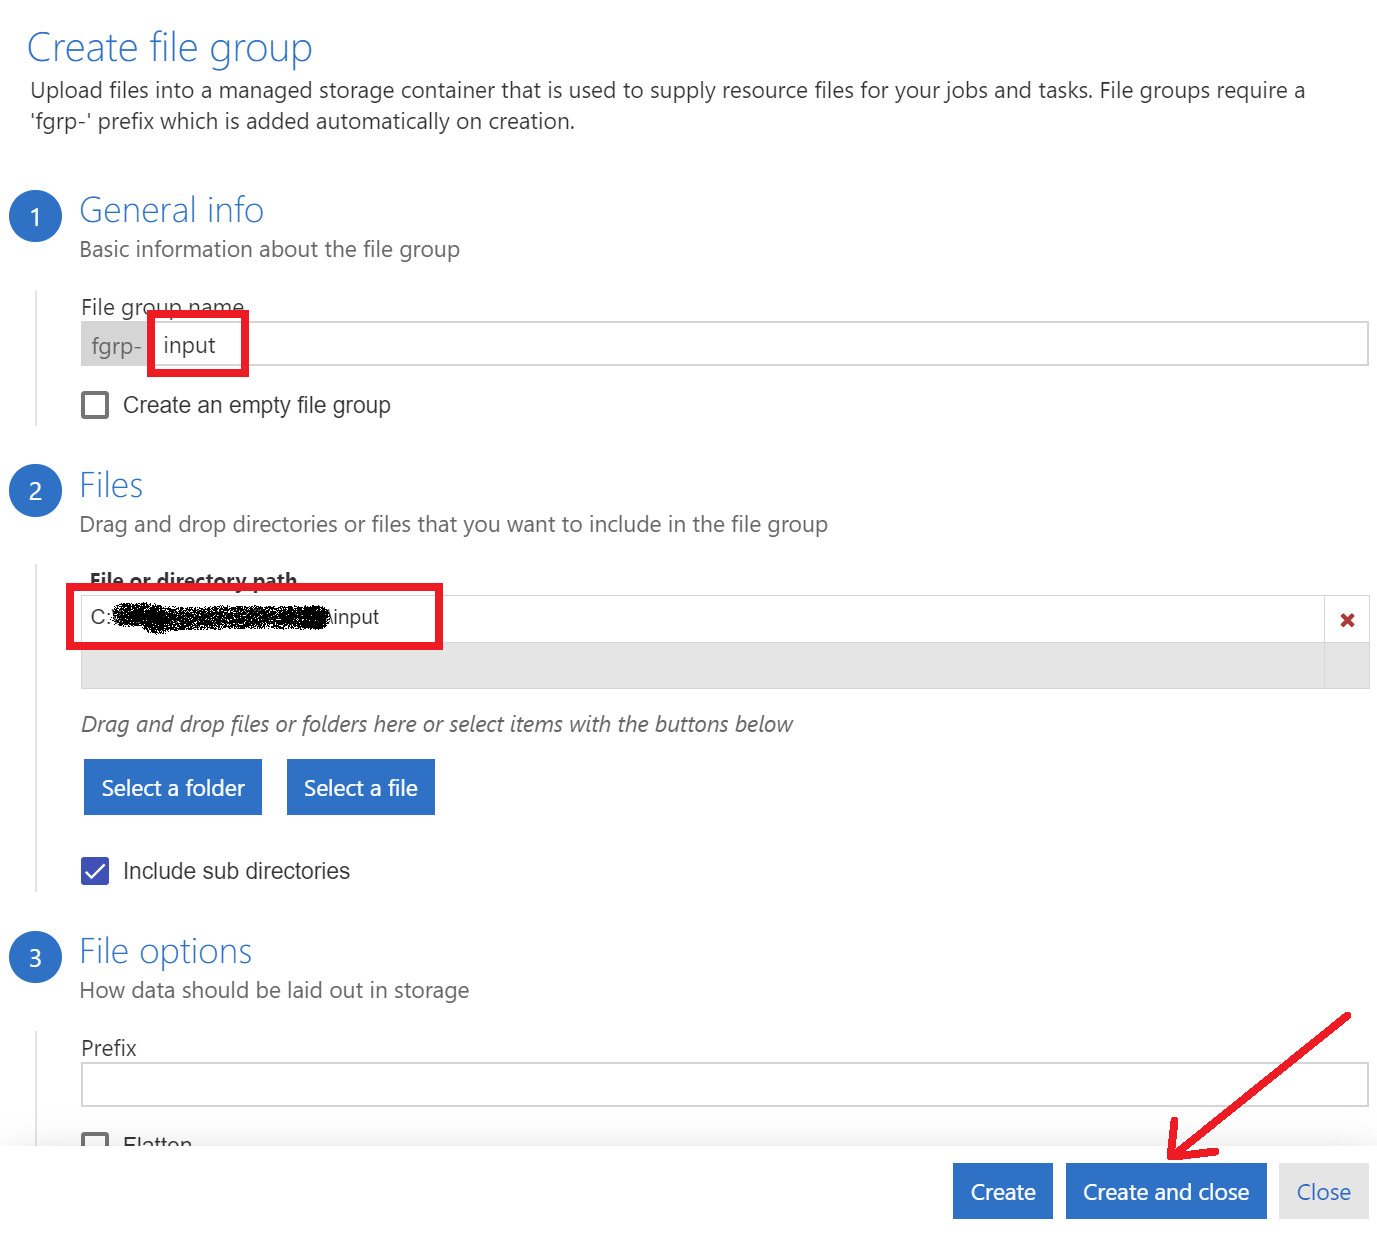 Create file group
Upload files into a managed storage container that is used to supply resource files for your jobs and tasks. File groups require a
'fgrp-' prefix which is added automatically on creation.
1 General info
Basic information about the file group
File group name
fgrp- input
Create an empty file group
2 Files
Drag and drop directories or files that you want to include in the file group
File or directory path
C: \input
Drag and drop files or folders here or select items with the buttons below
Select a folder Select a file
Include sub directories
3 File options
How data should be laid out in storage
Prefix
Flatten
Create Create and close Close